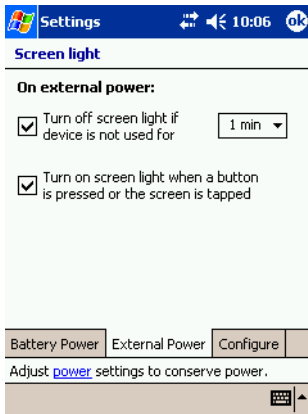 Settings 10:06 ok
Screen light
On external power:
Turn off screen light if
device is not used for 1 min
Turn on screen light when a button
is pressed or the screen is tapped
Battery Power External Power Configure
Adjust power settings to conserve power.